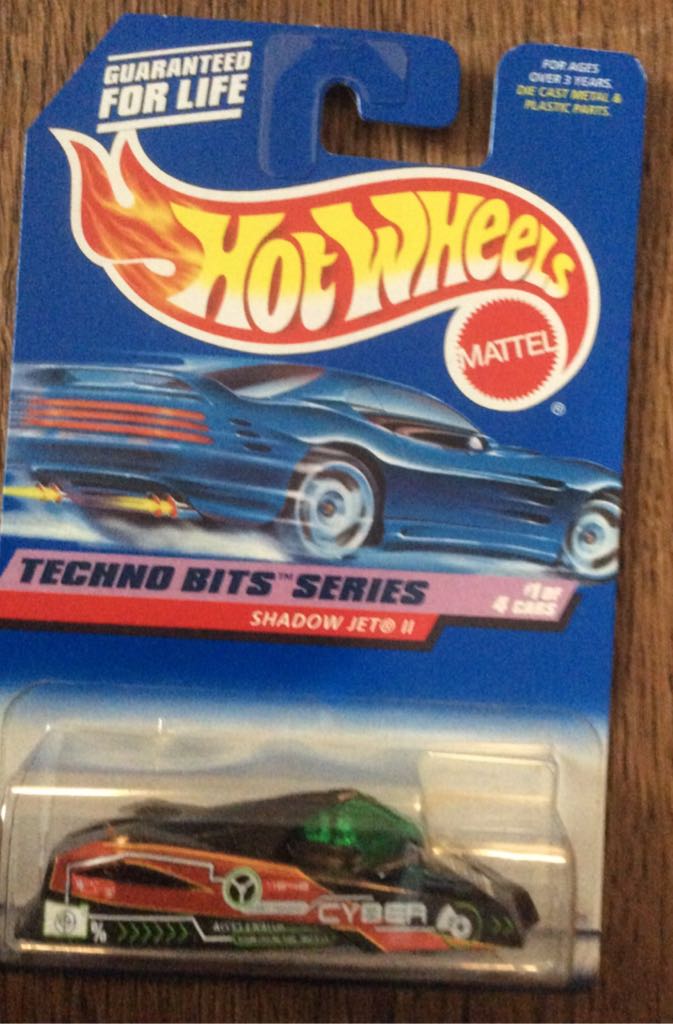 GUARANTEED
FOR LIFE
FOR AGES
OVER 3 YEARS.
DIE CAST METAL &
PLASTIC PARTS.
HOT WHEELS
MATTEL
®
TECHNO BITS™ SERIES
#1 OF
4 CARS
SHADOW JET® II
CYBER
%